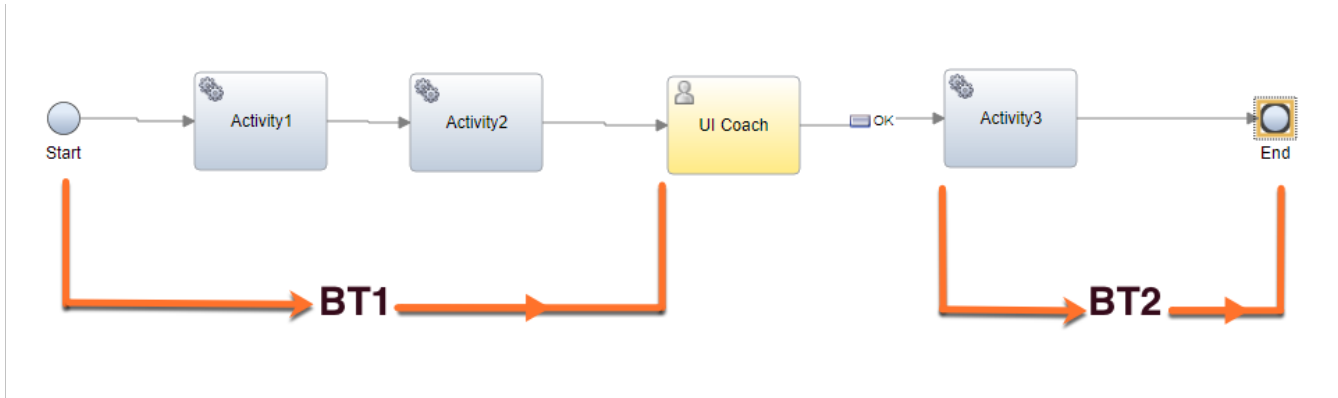 Start
Activity1
Activity2
UI Coach
OK
Activity3
End
BT1
BT2